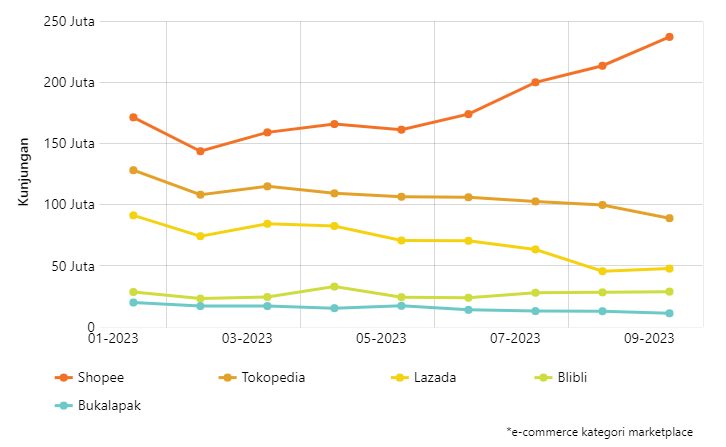 250 Juta
200 Juta
150 Juta
100 Juta
50 Juta
0
Kunjungan
01-2023 03-2023 05-2023 07-2023 09-2023
Shopee Tokopedia Lazada Blibli
Bukalapak
*e-commerce kategori marketplace